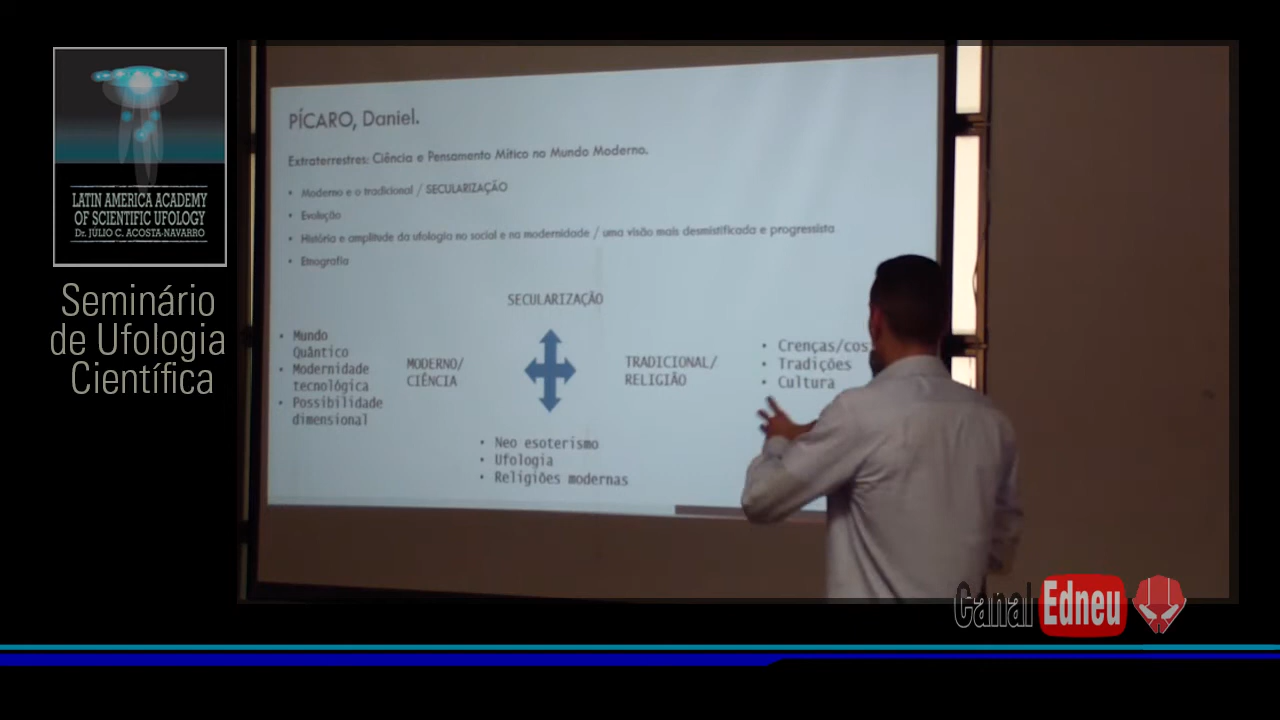 LATIN AMERICA ACADEMY
OF SCIENTIFIC UFOLOGY
Dr. JÚLIO C. ACOSTA-NAVARRO
Seminário
de Ufologia
Científica
PÍCARO, Daniel.
Extraterrestres: Ciência e Pensamento Mítico no Mundo Moderno.
• Moderno e o tradicional / SECULARIZAÇÃO
• Evolução
• História e amplitude da ufologia no social e na modernidade / uma visão mais desmistificada e progressista
• Etnografia
SECULARIZAÇÃO
• Mundo
Quântico
• Modernidade
tecnológica
• Possibilidade
dimensional
MODERNO/
CIÊNCIA
TRADICIONAL/
RELIGIÃO
• Crenças/cos
• Tradições
• Cultura
• Neo esoterismo
• Ufologia
• Religiões modernas
Canal Edneu